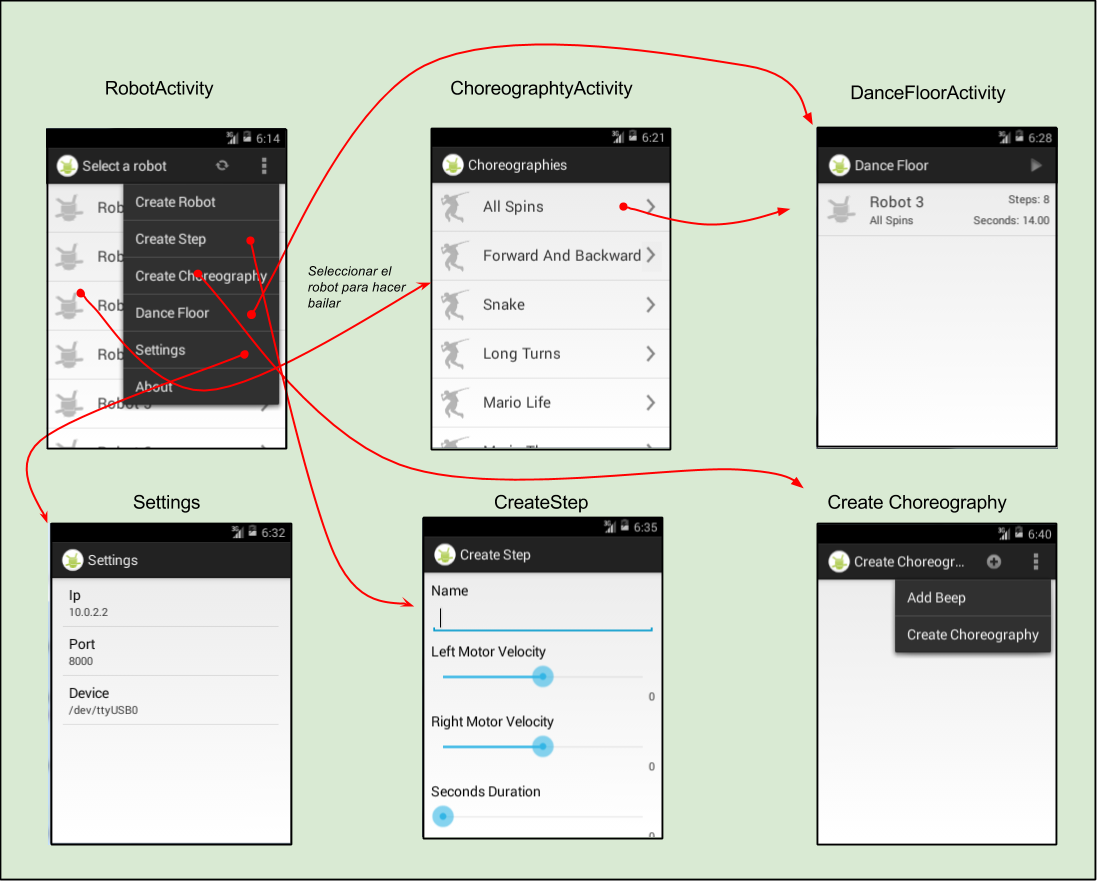 RobotActivity
6:14
Select a robot
Rob
Create Robot
Rob
Create Step
Rob
Create Choreography
Rob
Dance Floor
Settings
About
Seleccionar el
robot para hacer
bailar
ChoreographtyActivity
6:21
Choreographies
All Spins
Forward And Backward
Snake
Long Turns
Mario Life
DanceFloorActivity
6:28
Dance Floor
Robot 3
Steps: 8
All Spins
Seconds: 14.00
Settings
6:32
Settings
Ip
10.0.2.2
Port
8000
Device
/dev/ttyUSB0
CreateStep
6:35
Create Step
Name
Left Motor Velocity
0
Right Motor Velocity
0
Seconds Duration
0
Create Choreography
6:40
Create Choreogr...
Add Beep
Create Choreography